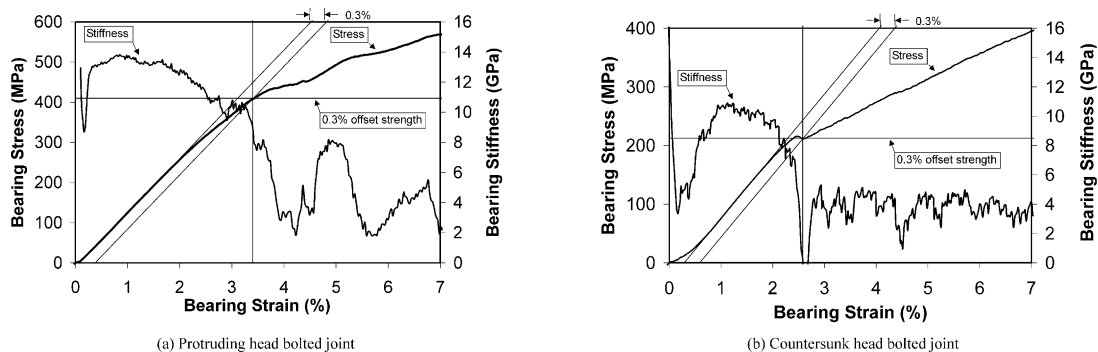 0.3%
600
500
400
300
200
100
0
Bearing Stress (MPa)
Stiffness
Stress
0.3% offset strength
16
14
12
10
8
6
4
2
0
Bearing Stiffness (GPa)
0 1 2 3 4 5 6 7
Bearing Strain (%)
(a) Protruding head bolted joint
0.3%
400
350
300
250
200
150
100
50
0
Bearing Stress (MPa)
Stiffness
Stress
0.3% offset strength
16
14
12
10
8
6
4
2
0
Bearing Stiffness (GPa)
0 1 2 3 4 5 6 7
Bearing Strain (%)
(b) Countersunk head bolted joint